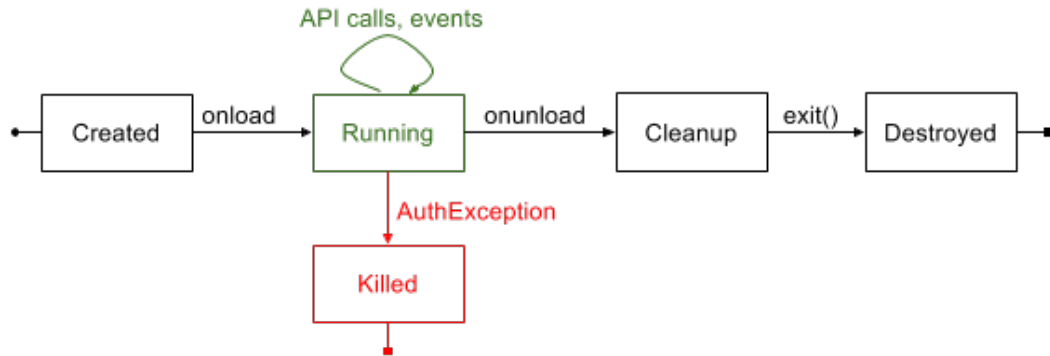 API calls, events
Created
onload
Running
onunload
Cleanup
exit()
Destroyed
AuthException
Killed